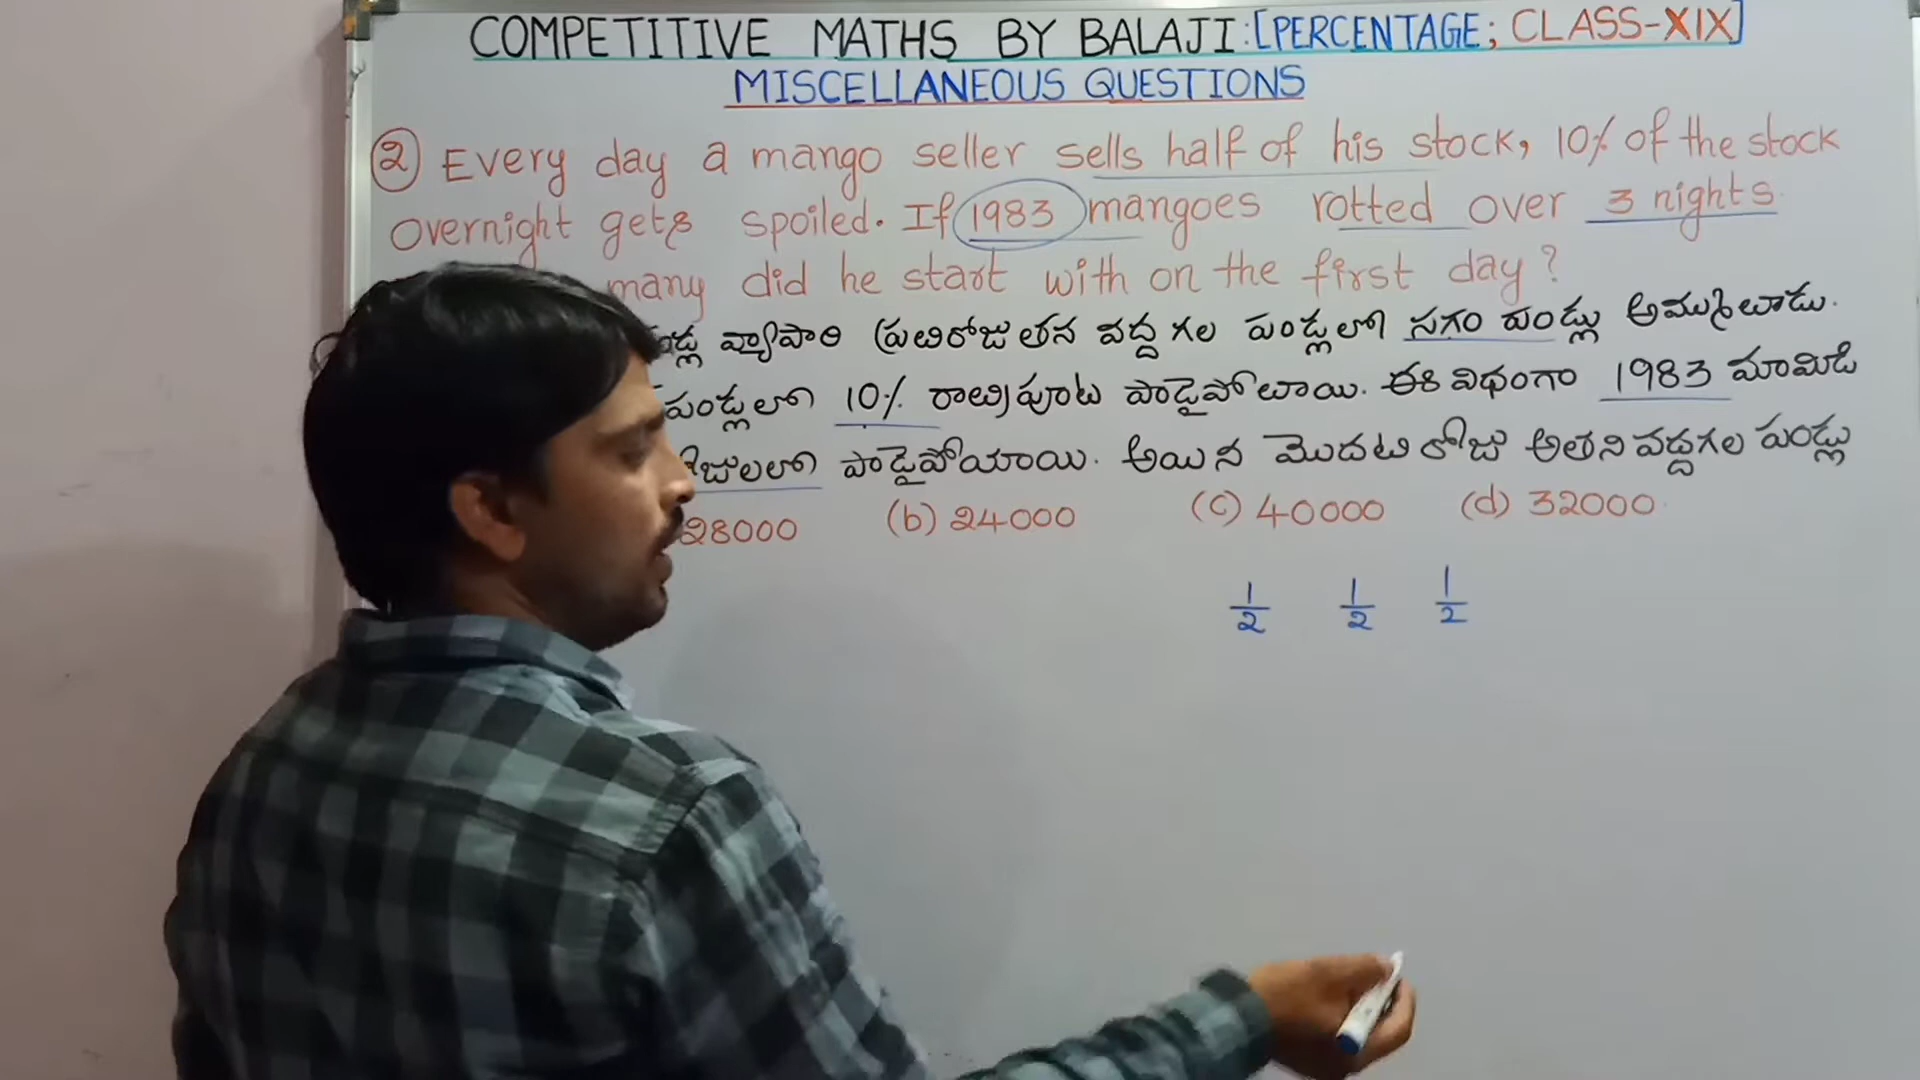 COMPETITIVE MATHS BY BALAJI:[PERCENTAGE; CLASS-XIX]
MISCELLANEOUS QUESTIONS
② Every day a mango seller sells half of his stock, 10% of the stock
overnight gets spoiled. If 1983 mangoes rotted over 3 nights
many did he start with on the first day?
వ్యాపారి ప్రతిరోజు తన వద్ద గల పండ్లలో సగం పండ్లు అమ్ముతాడు.
పండ్లలో 10% రాత్రిపూట పాడైపోతాయి. ఈ విధంగా 1983 మామిడి
పాడైపోయాయి. అయిన మొదటి రోజు అతని వద్దగల పండ్లు
28000 (b) 24000 (c) 40000 (d) 32000
1/2 1/2 1/2